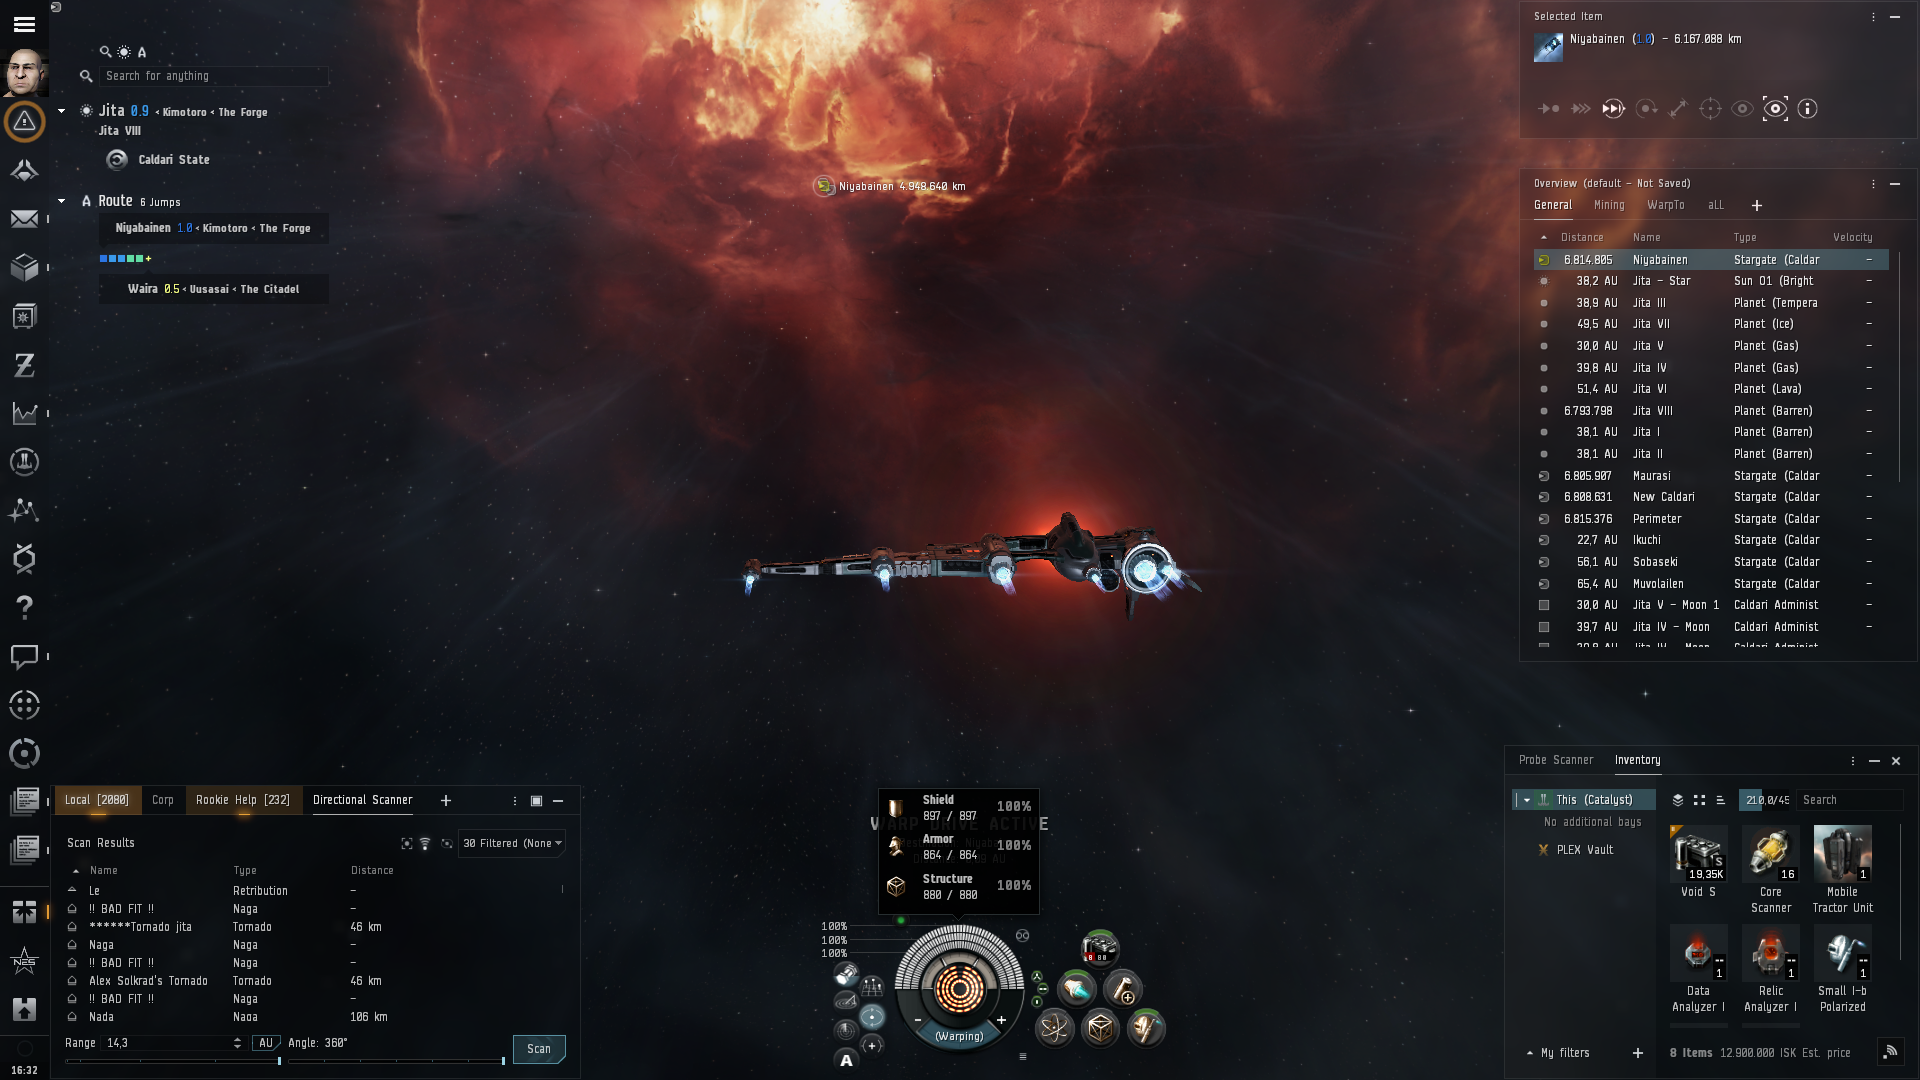 Search for anything
Jita 0.9 < Kimotoro < The Forge
Jita VIII
Caldari State
A Route 6 Jumps
Niyabainen 1.0 < Kimotoro < The Forge
Waira 0.5 < Uusasai < The Citadel
16:32
Niyabainen 4.948.640 km
Selected Item
Niyabainen (1.0) - 6.167.088 km
Overview (default - Not Saved)
General Mining WarpTo aLL +
Distance Name Type Velocity
6.814.805 Niyabainen Stargate (Caldar -
38,2 AU Jita - Star Sun O1 (Bright -
38,9 AU Jita III Planet (Tempera -
49,5 AU Jita VII Planet (Ice) -
30,0 AU Jita V Planet (Gas) -
39,8 AU Jita IV Planet (Gas) -
51,4 AU Jita VI Planet (Lava) -
6.793.798 Jita VIII Planet (Barren) -
38,1 AU Jita I Planet (Barren) -
38,1 AU Jita II Planet (Barren) -
6.805.907 Maurasi Stargate (Caldar -
6.808.631 New Caldari Stargate (Caldar -
6.815.376 Perimeter Stargate (Caldar -
22,7 AU Ikuchi Stargate (Caldar -
56,1 AU Sobaseki Stargate (Caldar -
65,4 AU Muvolailen Stargate (Caldar -
30,0 AU Jita V - Moon 1 Caldari Administ -
39,7 AU Jita IV - Moon Caldari Administ -
Local [2080] Corp Rookie Help [232] Directional Scanner +
Scan Results
30 Filtered (None
Name Type Distance
Le Retribution -
!! BAD FIT !! Naga -
******Tornado jita Tornado 46 km
Naga Naga -
!! BAD FIT !! Naga -
Alex Solkrad's Tornado Tornado 46 km
!! BAD FIT !! Naga -
Nada Naga 106 km
Range 14,3 AU Angle: 360°
Scan
WARP DRIVE ACTIVE
Shield
897 / 897 100%
Armor
864 / 864 100%
Structure
880 / 880 100%
100%
100%
100%
(Warping)
A
80
Probe Scanner Inventory
This (Catalyst)
No additional bays
PLEX Vault
210,0/45
Search
S
19,35K
Void S
16
Core Scanner
1
Mobile Tractor Unit
-- 1
Data Analyzer I
-- 1
Relic Analyzer I
-- 1
Small I-b Polarized
My filters +
8 Items 12.900.000 ISK Est. price
NES